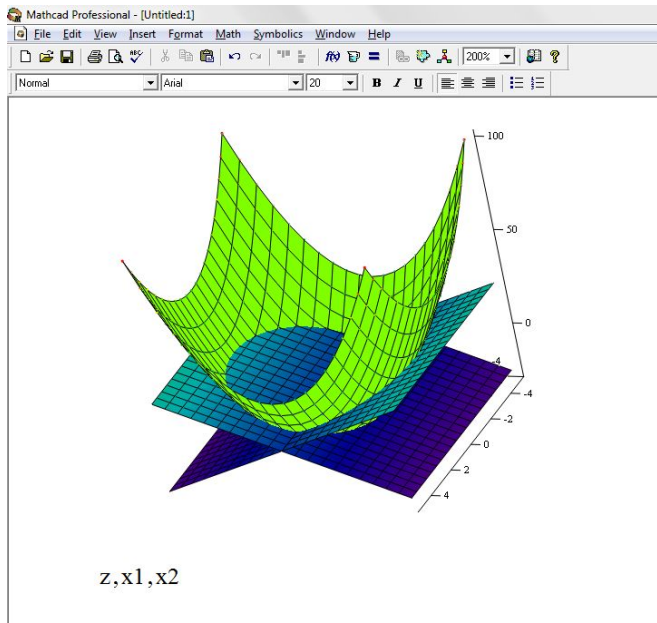 Mathcad Professional - [Untitled:1]
File Edit View Insert Format Math Symbolics Window Help
200%
Normal Arial 20 B I U
100
50
0
-4
-4
-2
0
2
4
z,x1,x2